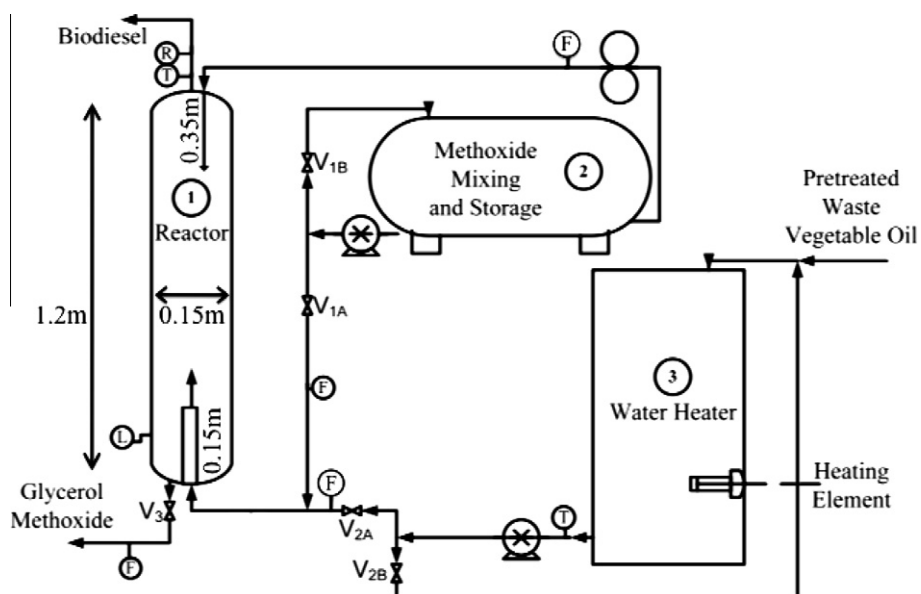 Biodiesel
R
T
F
0.35m
V1B
Methoxide
Mixing
and Storage
2
1
Reactor
Pretreated
Waste
Vegetable Oil
1.2m
0.15m
V1A
F
3
Water Heater
L
0.15m
Glycerol
Methoxide
V3
F
F
V2A
T
V2B
Heating
Element